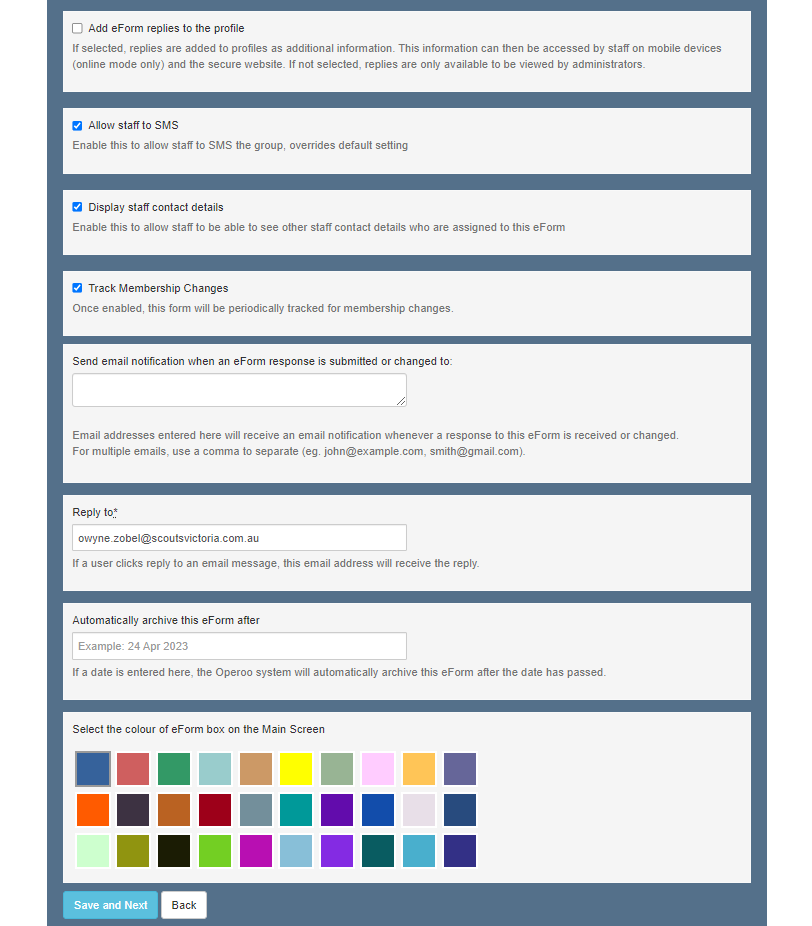 Add eForm replies to the profile
If selected, replies are added to profiles as additional information. This information can then be accessed by staff on mobile devices
(online mode only) and the secure website. If not selected, replies are only available to be viewed by administrators.
Allow staff to SMS
Enable this to allow staff to SMS the group, overrides default setting
Display staff contact details
Enable this to allow staff to be able to see other staff contact details who are assigned to this eForm
Track Membership Changes
Once enabled, this form will be periodically tracked for membership changes.
Send email notification when an eForm response is submitted or changed to:
Email addresses entered here will receive an email notification whenever a response to this eForm is received or changed.
For multiple emails, use a comma to separate (eg. john@example.com, smith@gmail.com).
Reply to*
owyne.zobel@scoutsvictoria.com.au
If a user clicks reply to an email message, this email address will receive the reply.
Automatically archive this eForm after
Example: 24 Apr 2023
If a date is entered here, the Operoo system will automatically archive this eForm after the date has passed.
Select the colour of eForm box on the Main Screen
Save and Next Back